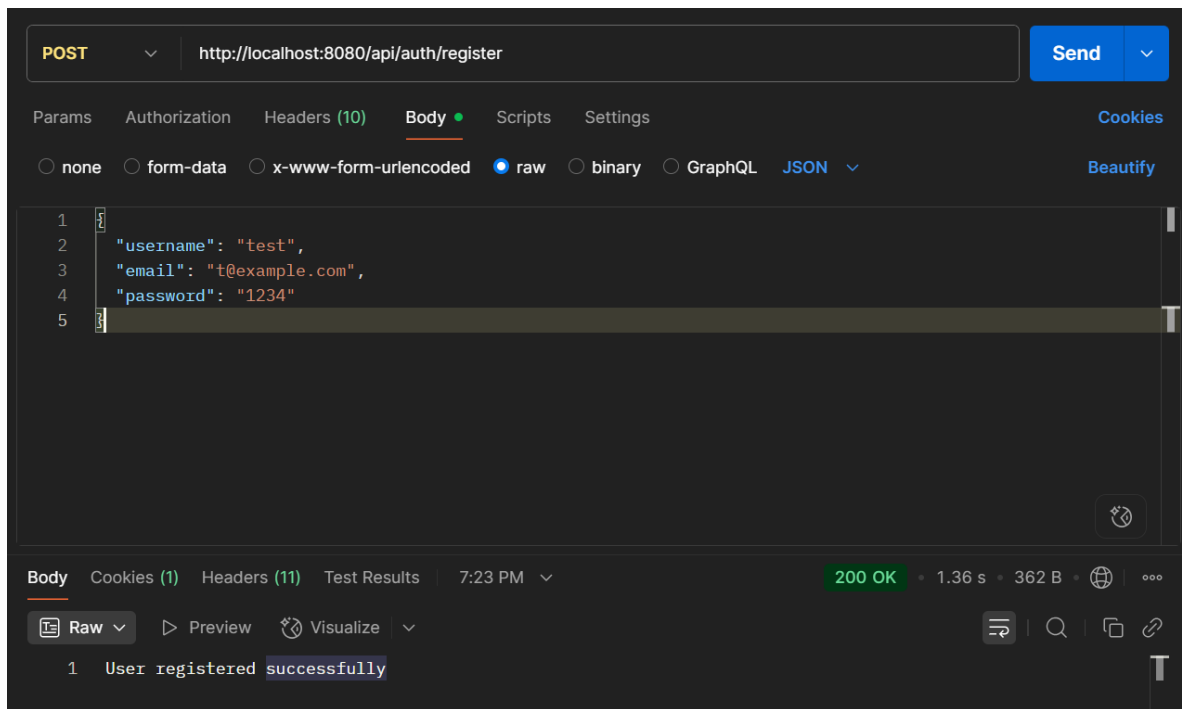 POST http://localhost:8080/api/auth/register Send
Params Authorization Headers (10) Body Scripts Settings Cookies
none form-data x-www-form-urlencoded raw binary GraphQL JSON Beautify
1 {
2 "username": "test",
3 "email": "t@example.com",
4 "password": "1234"
5 }
Body Cookies (1) Headers (11) Test Results 7:23 PM 200 OK • 1.36 s • 362 B
Raw Preview Visualize
1 User registered successfully